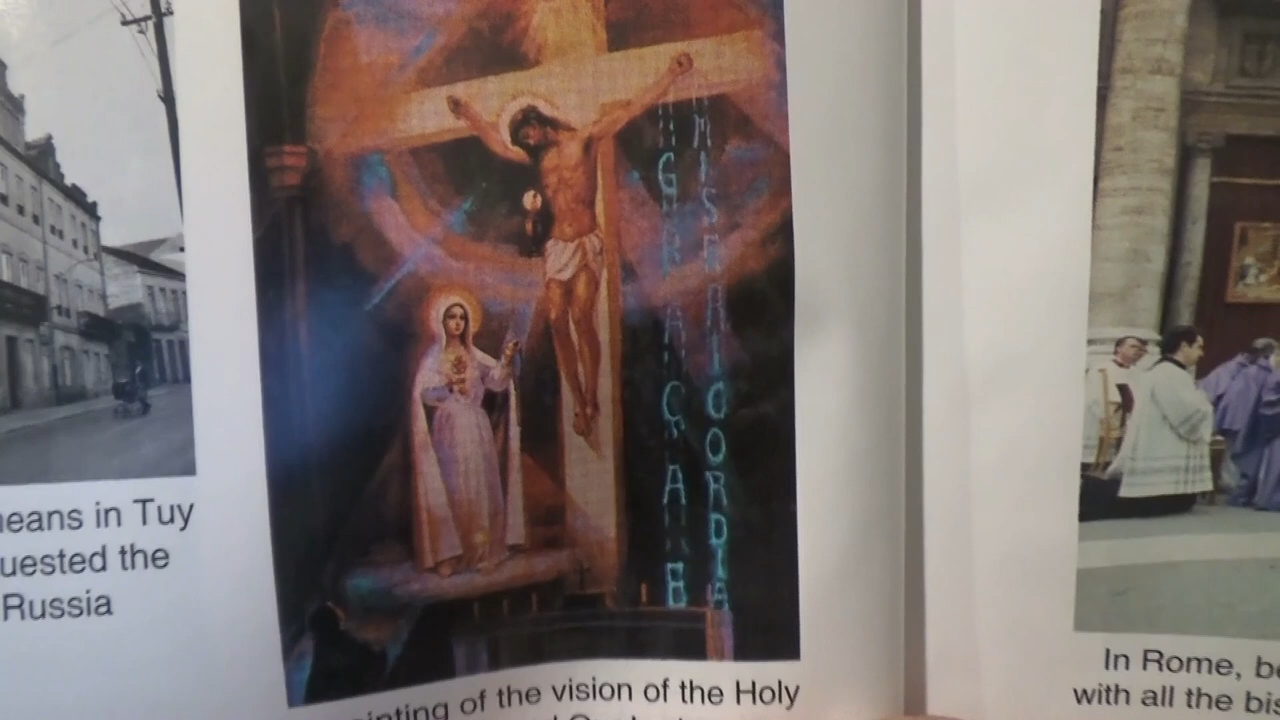 eans in Tuy
uested the
Russia
GRAÇA E
MISERICORDIA
inting of the vision of the Holy
In Rome, be
with all the bis